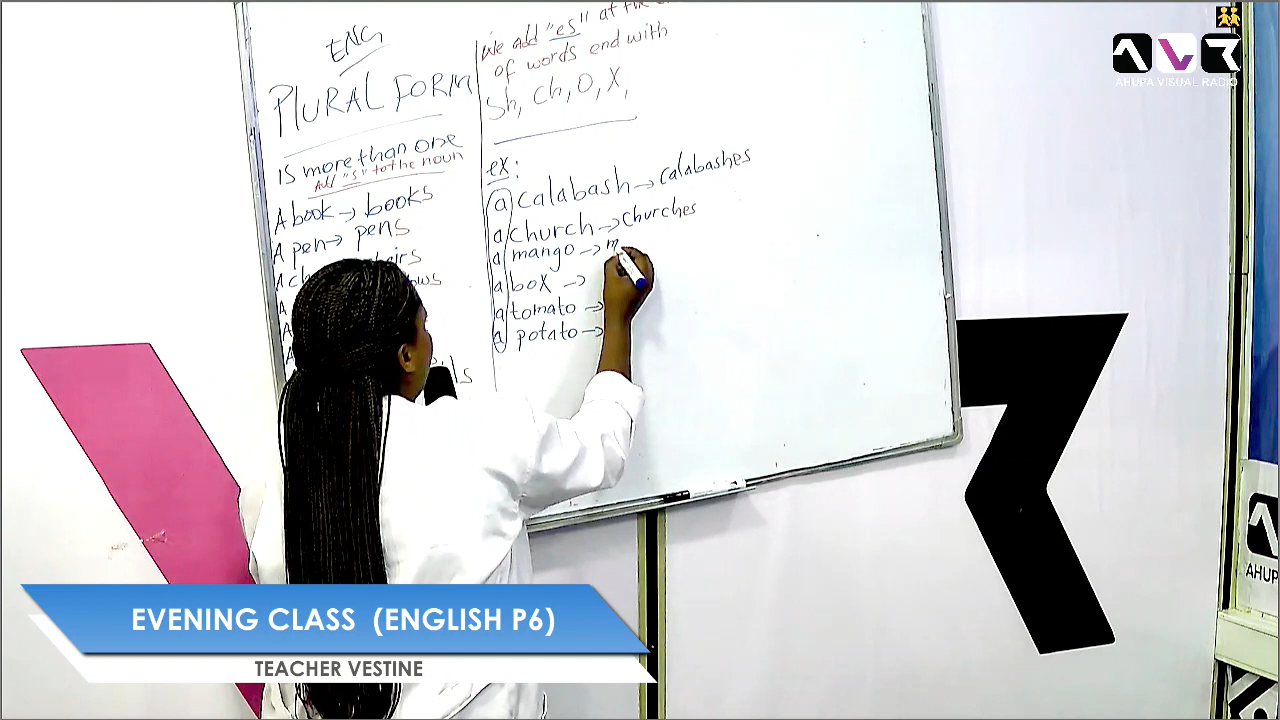 ENG
PLURAL FORM
is more than one
Add "s" to the noun
A book → books
A pen → pens
We add "es" at the
of words end with
Sh, Ch, O, X,
ex:
a calabash → calabashes
a church → churches
a mango → m
a box →
a tomato →
a potato →
AHUPA VISUAL RADIO
AHUPA
EVENING CLASS (ENGLISH P6)
TEACHER VESTINE